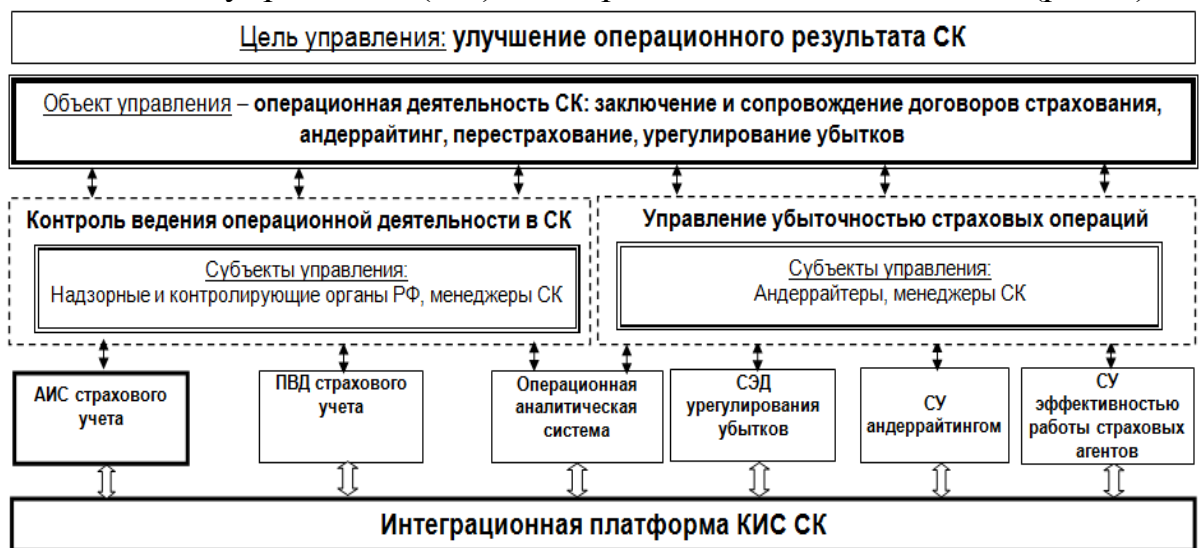 Цель управления: улучшение операционного результата СК
Объект управления – операционная деятельность СК: заключение и сопровождение договоров страхования,
андеррайтинг, перестрахование, урегулирование убытков
Контроль ведения операционной деятельности в СК
Субъекты управления:
Надзорные и контролирующие органы РФ, менеджеры СК
Управление убыточностью страховых операций
Субъекты управления:
Андеррайтеры, менеджеры СК
АИС страхового
учета
ПВД страхового
учета
Операционная
аналитическая
система
СЭД
урегулирования
убытков
СУ
андеррайтингом
СУ
эффективностью
работы страховых
агентов
Интеграционная платформа КИС СК